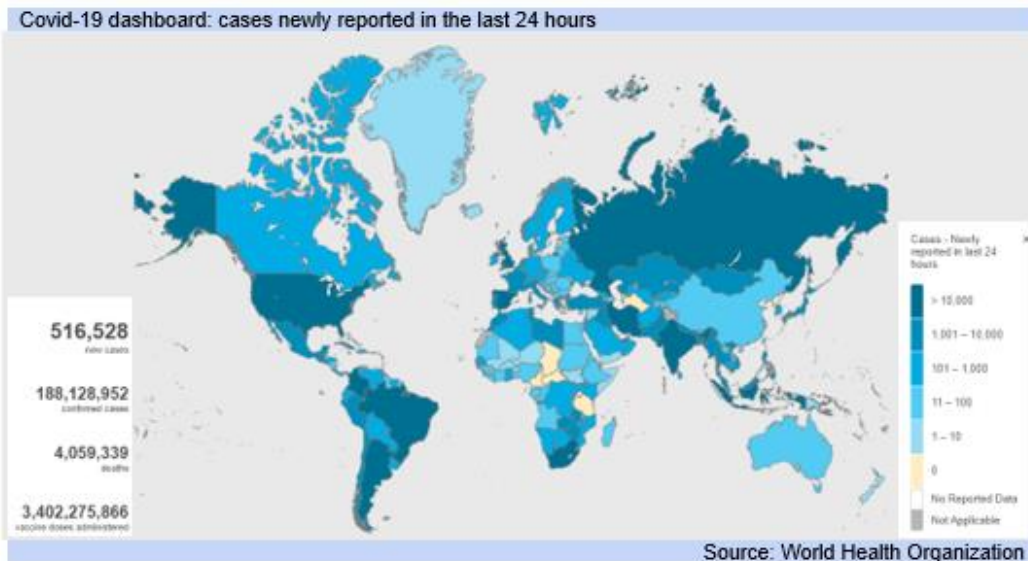 Covid-19 dashboard: cases newly reported in the last 24 hours
516,528
new cases
188,128,952
confirmed cases
4,059,339
deaths
3,402,275,866
vaccine doses administered
Cases - Newly
reported in last 24
hours
> 10,000
1,001 – 10,000
101 – 1,000
11 – 100
1 – 10
0
No Reported Data
Not Applicable
Source: World Health Organization